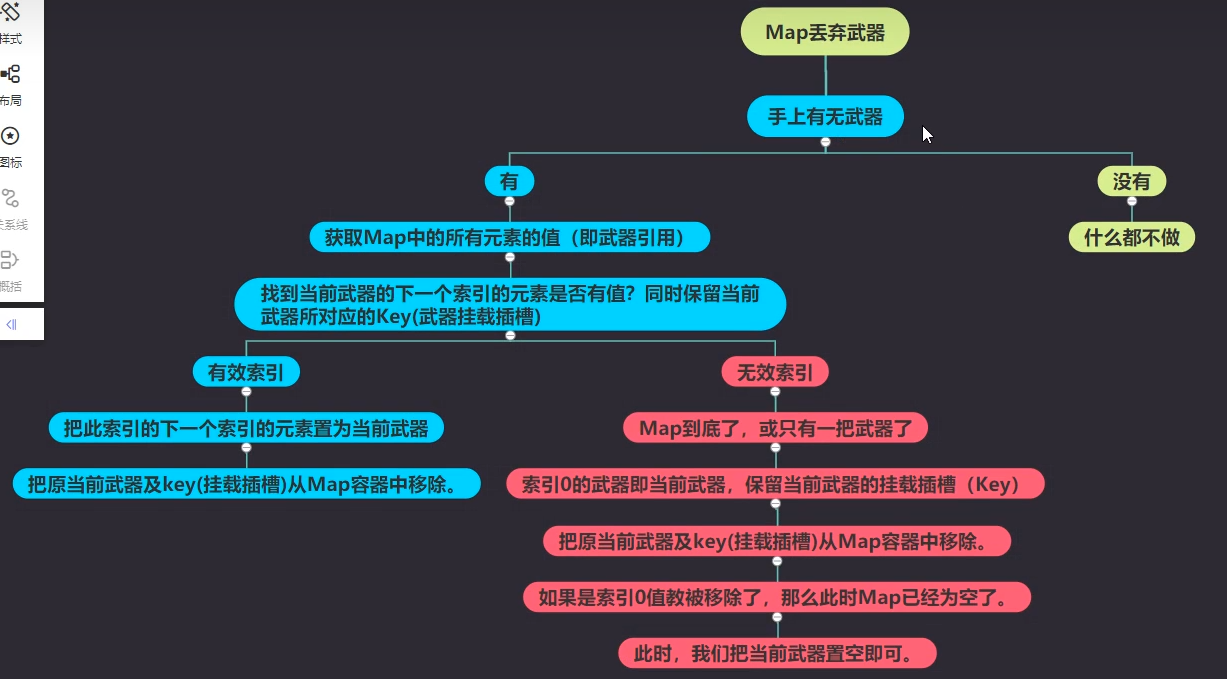 样式
布局
图标
关系线
概括
Map丢弃武器
手上有无武器
有
没有
获取Map中的所有元素的值（即武器引用）
什么都不做
找到当前武器的下一个索引的元素是否有值？同时保留当前
武器所对应的Key(武器挂载插槽)
有效索引
无效索引
把此索引的下一个索引的元素置为当前武器
Map到底了，或只有一把武器了
把原当前武器及key(挂载插槽)从Map容器中移除。
索引0的武器即当前武器，保留当前武器的挂载插槽（Key）
把原当前武器及key(挂载插槽)从Map容器中移除。
如果是索引0值教被移除了，那么此时Map已经为空了。
此时，我们把当前武器置空即可。